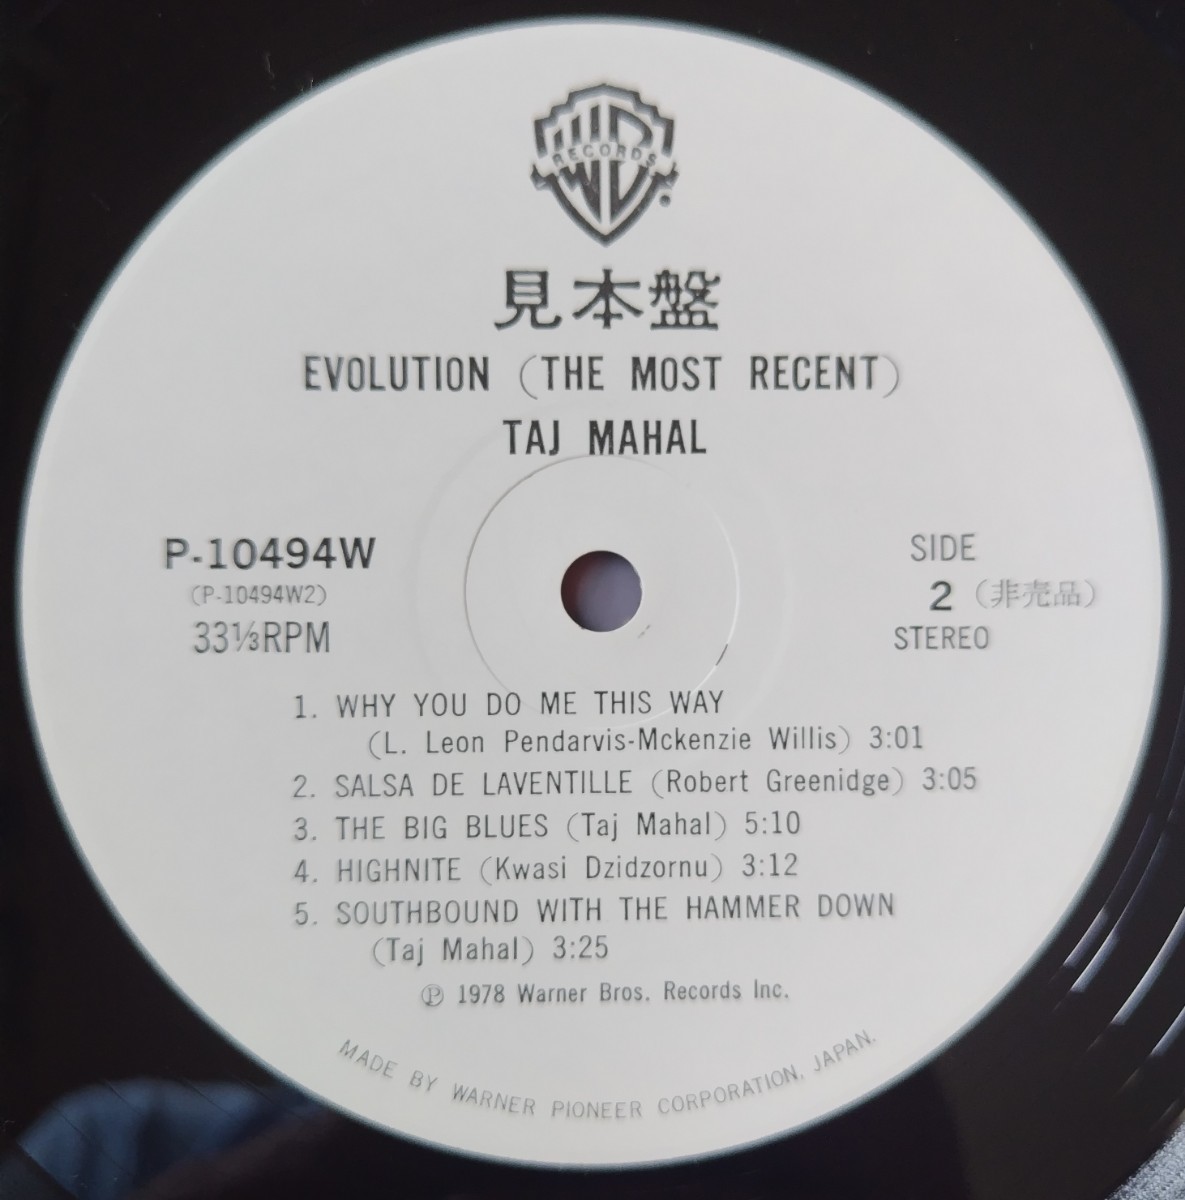 WB
RECORDS
見本盤
EVOLUTION (THE MOST RECENT)
TAJ MAHAL
P-10494W
(P-10494W2)
33⅓RPM
SIDE
2 (非売品)
STEREO
1. WHY YOU DO ME THIS WAY
(L. Leon Pendarvis-Mckenzie Willis) 3:01
2. SALSA DE LAVENTILLE (Robert Greenidge) 3:05
3. THE BIG BLUES (Taj Mahal) 5:10
4. HIGHNITE (Kwasi Dzidzornu) 3:12
5. SOUTHBOUND WITH THE HAMMER DOWN
(Taj Mahal) 3:25
Ⓟ 1978 Warner Bros. Records Inc.
MADE BY WARNER PIONEER CORPORATION, JAPAN.